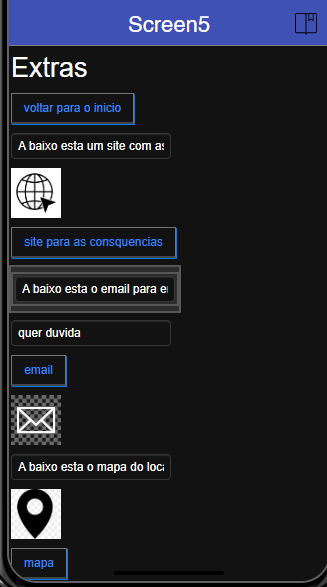 Screen5
Extras
voltar para o inicio
A baixo esta um site com as
site para as consquencias
A baixo esta o email para
quer duvida
email
A baixo esta o mapa do loca
mapa